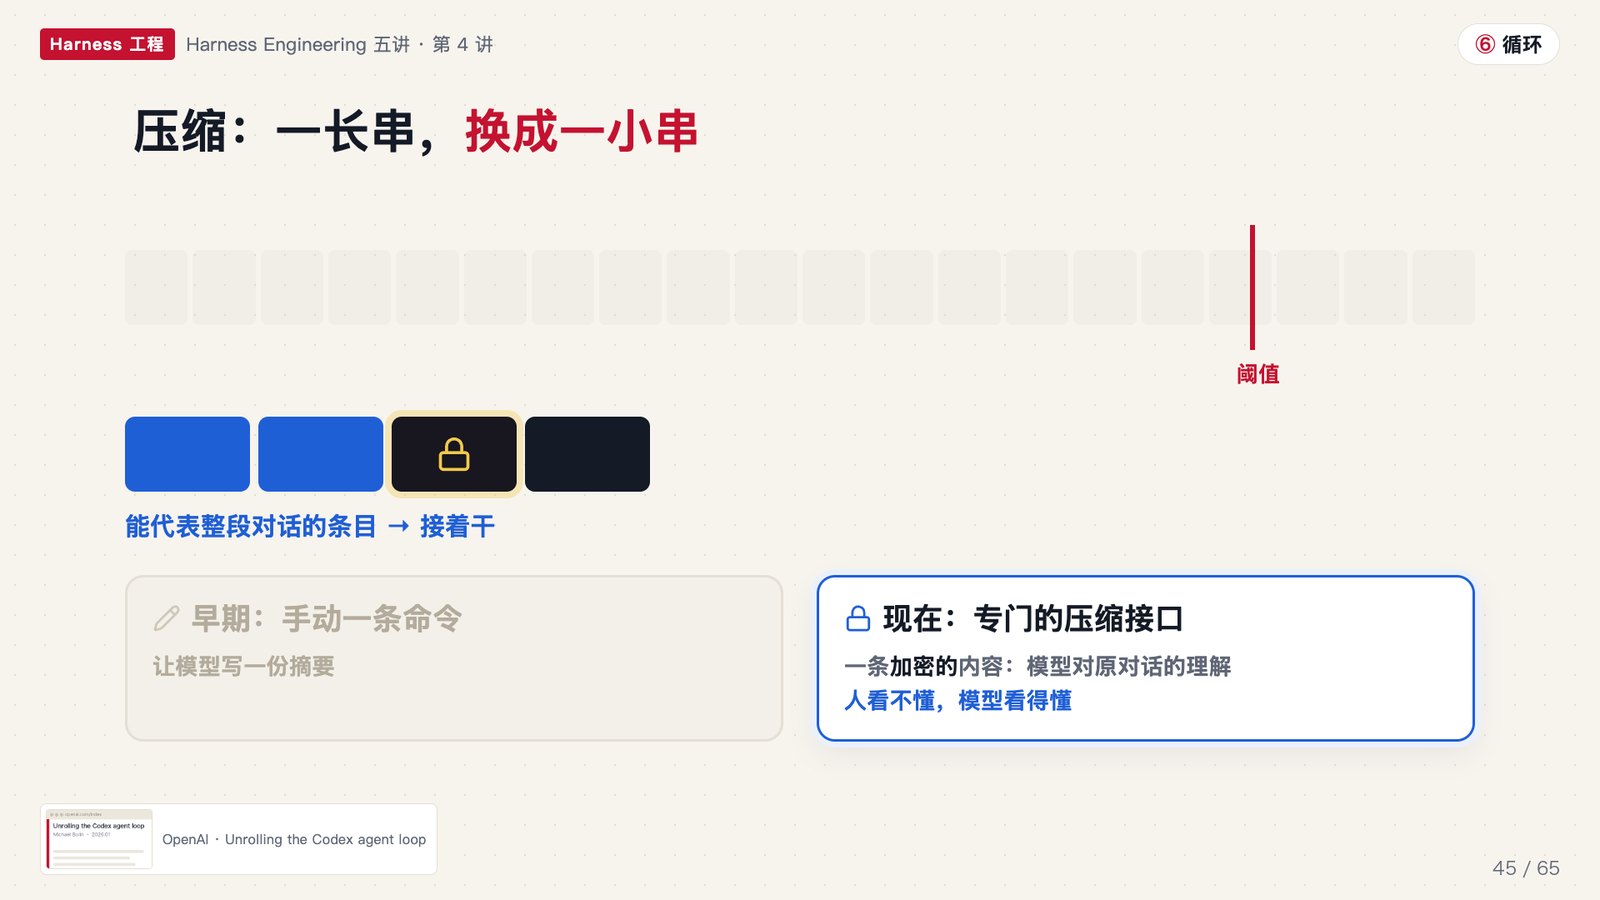 Harness 工程
Harness Engineering 五讲 · 第 4 讲
⑥ 循环
压缩：一长串，换成一小串
阈值
能代表整段对话的条目 → 接着干
早期：手动一条命令
让模型写一份摘要
现在：专门的压缩接口
一条加密的内容：模型对原对话的理解
人看不懂，模型看得懂
Unrolling the Codex agent loop
OpenAI · Unrolling the Codex agent loop
45 / 65